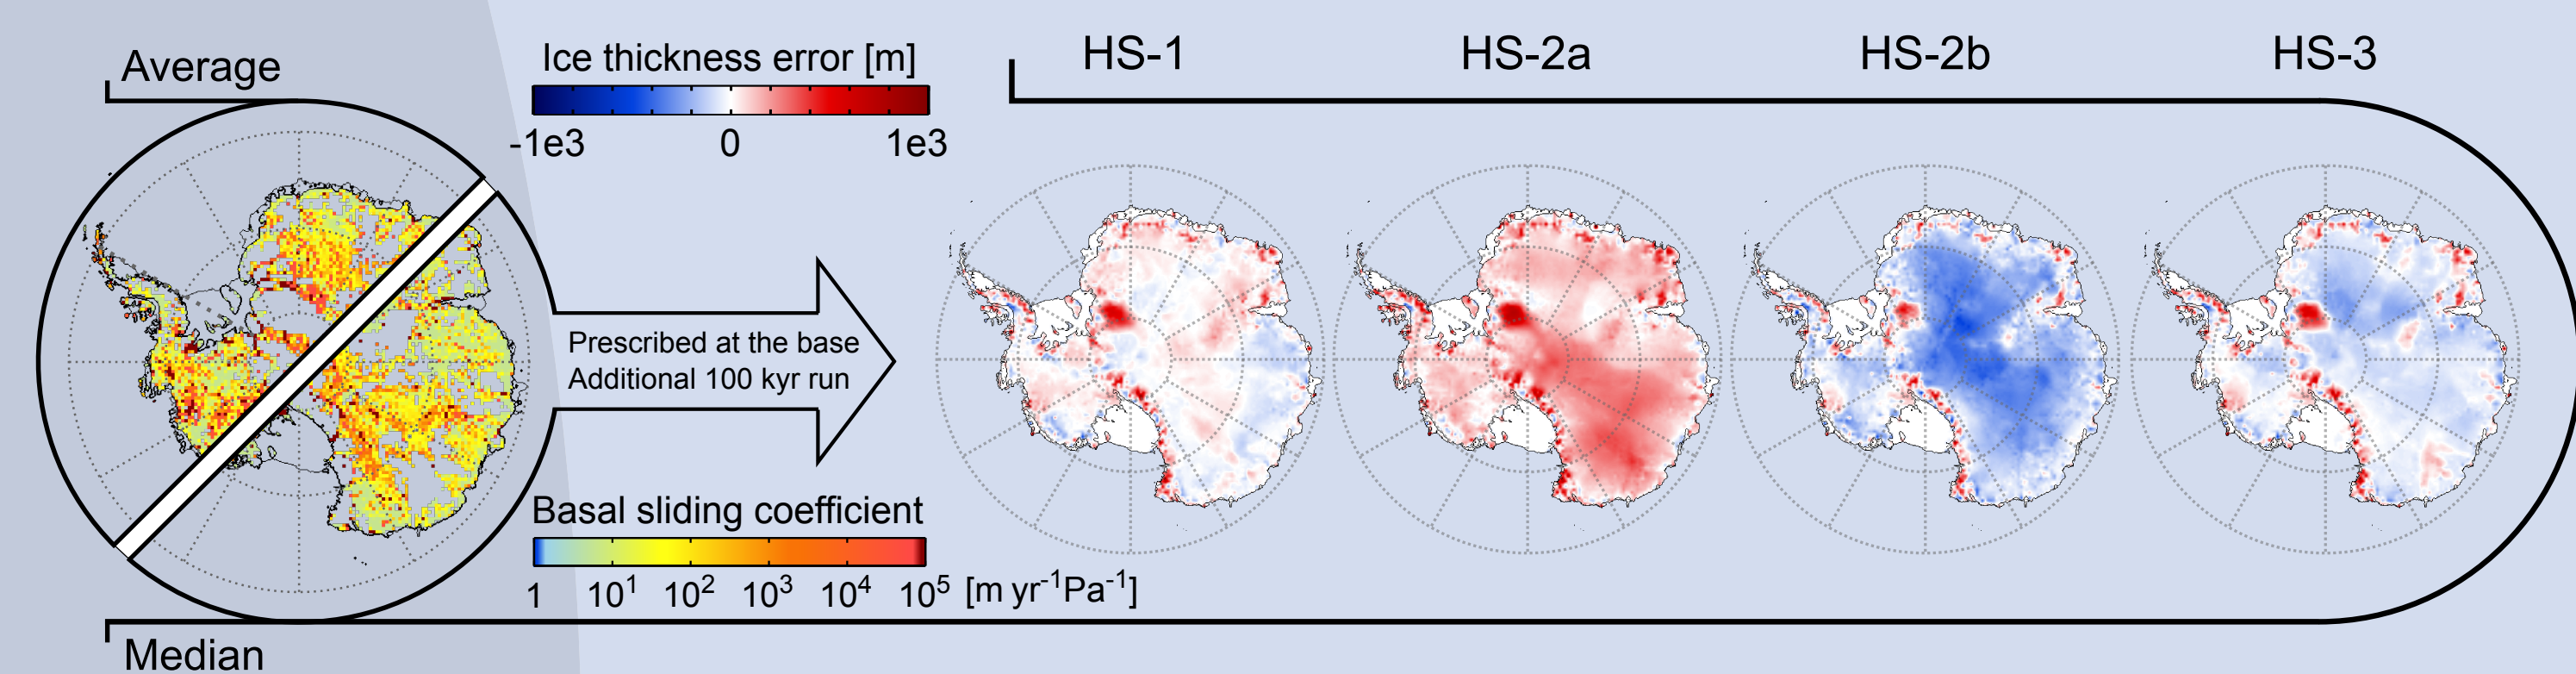 Average
Ice thickness error [m]
-1e3 0 1e3
HS-1 HS-2a HS-2b HS-3
Prescribed at the base
Additional 100 kyr run
Basal sliding coefficient
1 10¹ 10² 10³ 10⁴ 10⁵ [m yr⁻¹Pa⁻¹]
Median